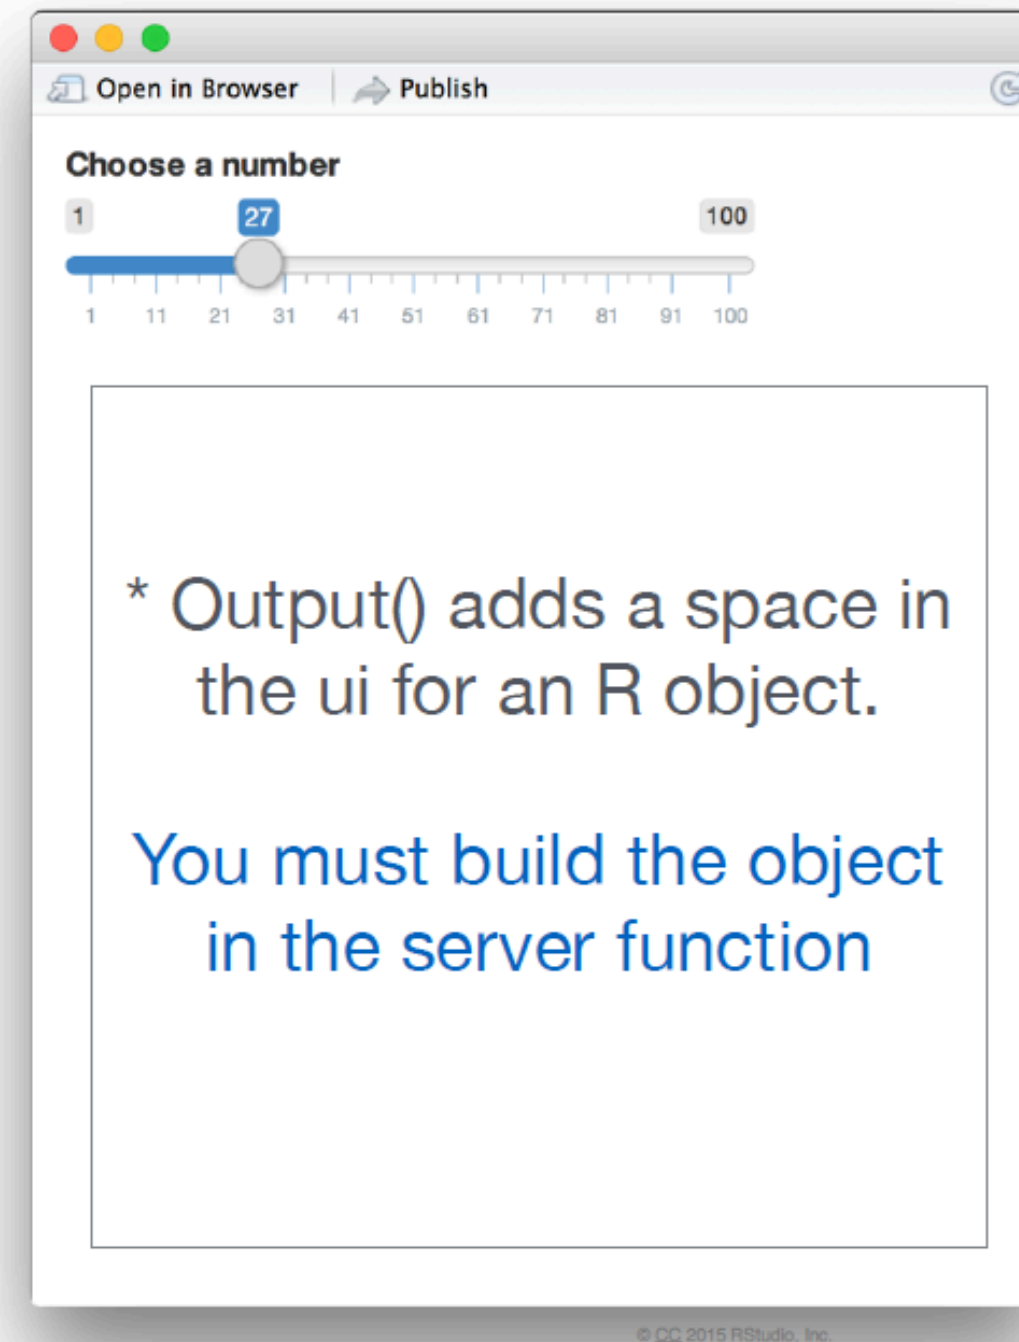 Open in Browser Publish
Choose a number
1 27 100
1 11 21 31 41 51 61 71 81 91 100
* Output() adds a space in
the ui for an R object.
You must build the object
in the server function
© CC 2015 RStudio, Inc.